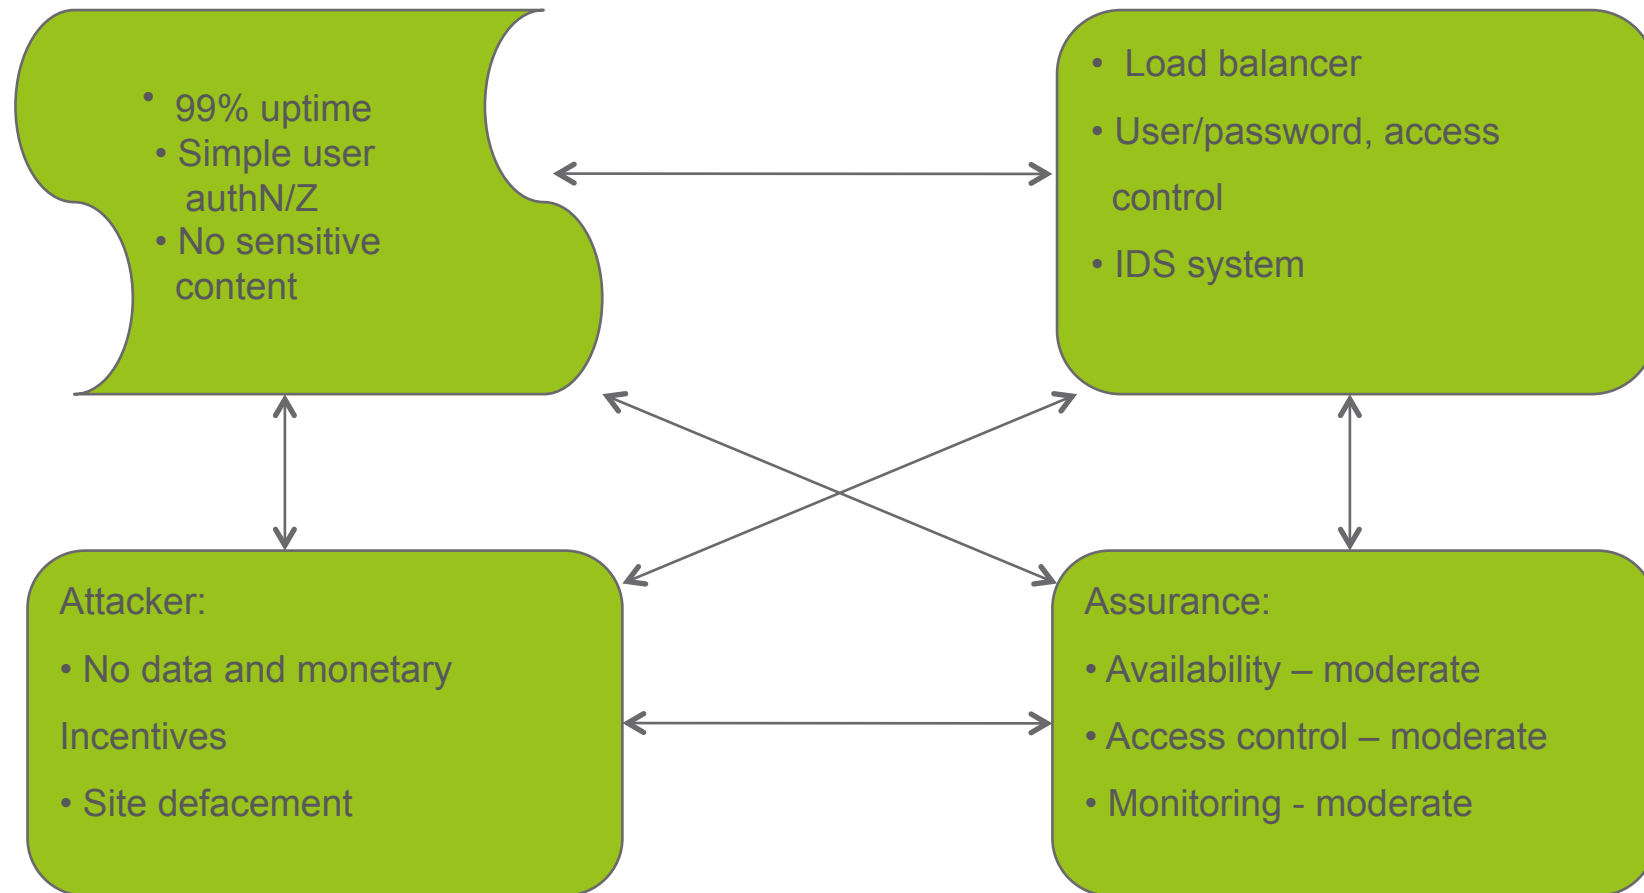 • 99% uptime
• Simple user
authN/Z
• No sensitive
content
• Load balancer
• User/password, access
control
• IDS system
Attacker:
• No data and monetary
Incentives
• Site defacement
Assurance:
• Availability – moderate
• Access control – moderate
• Monitoring - moderate